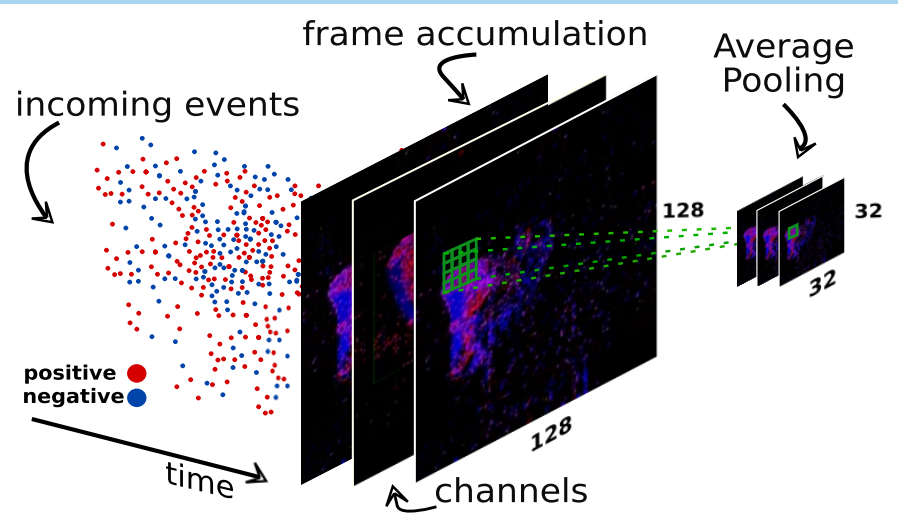 frame accumulation
Average
Pooling
incoming events
128
32
32
positive
negative
128
time
channels